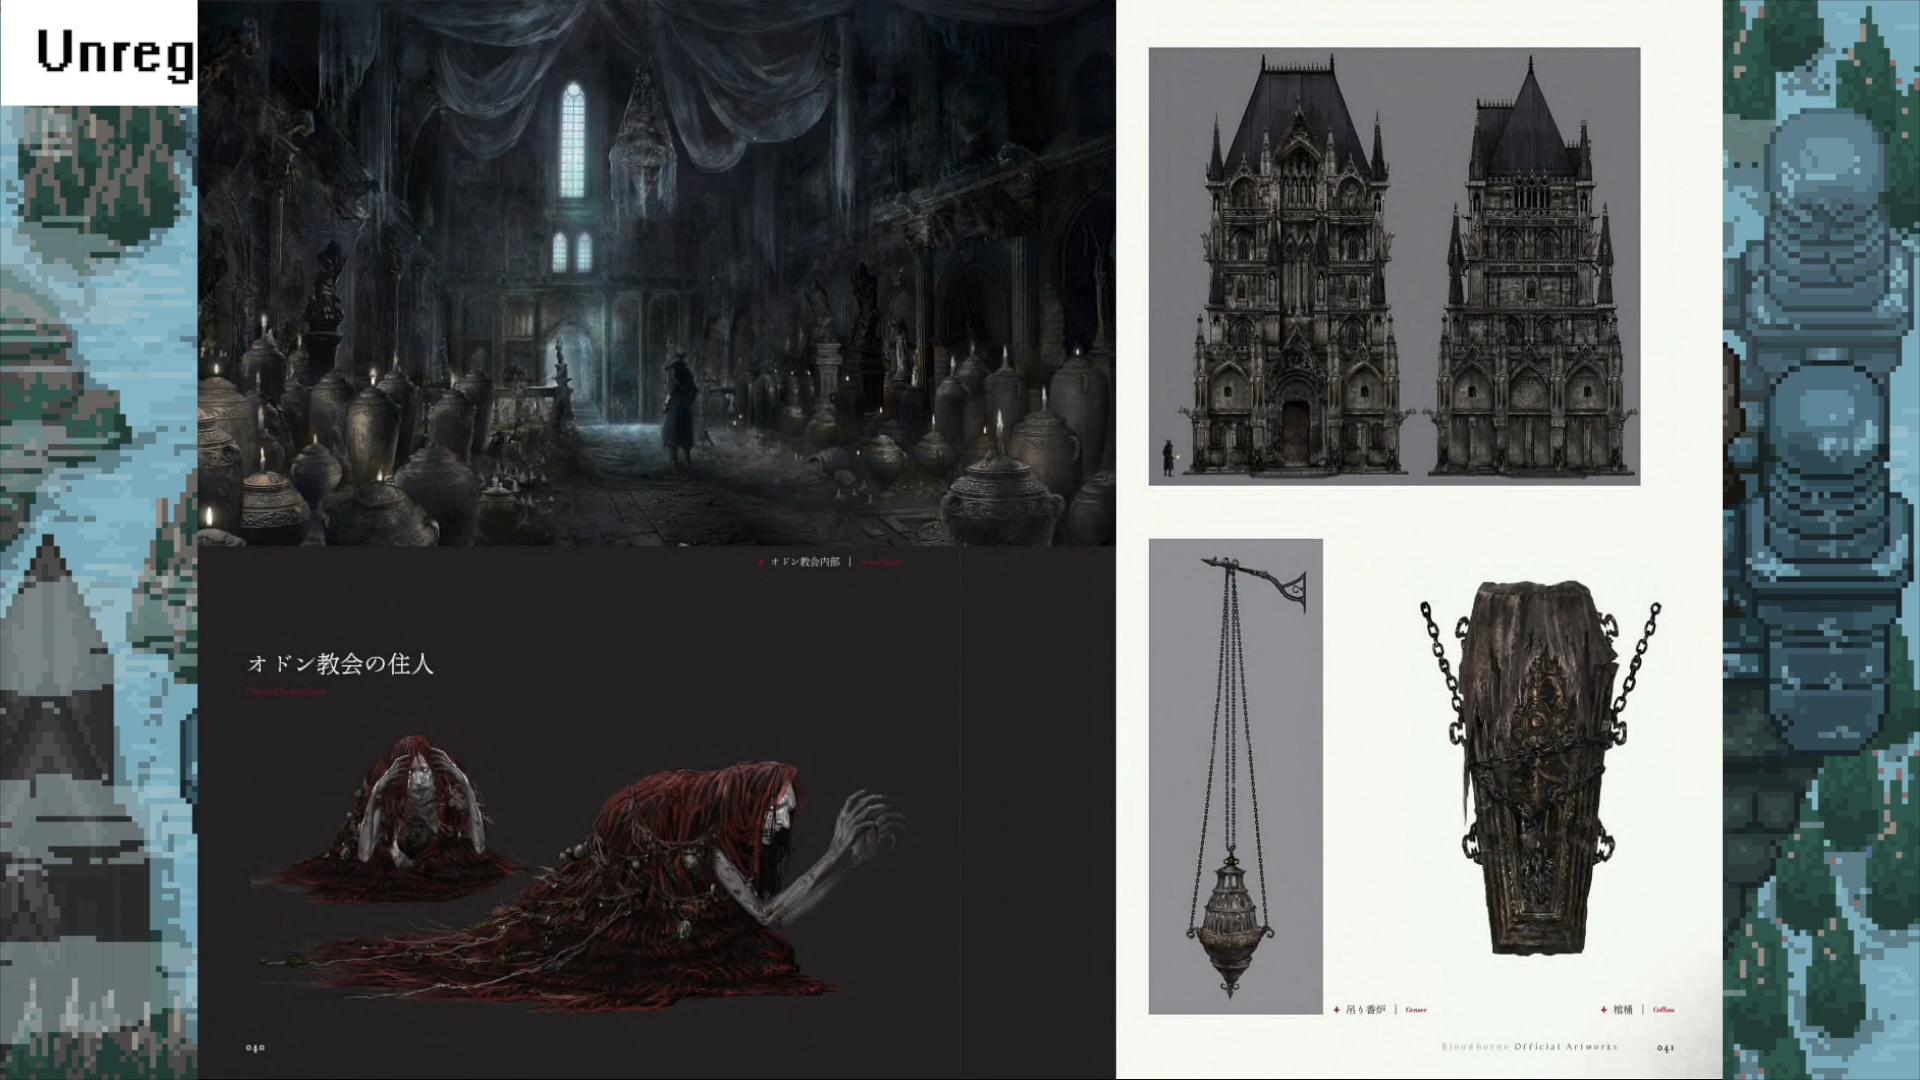 Unreg
オドン教会内部 |
オドン教会の住人
040
吊り香炉 | Censer
棺桶 | Coffins
Bloodborne Official Artworks 041